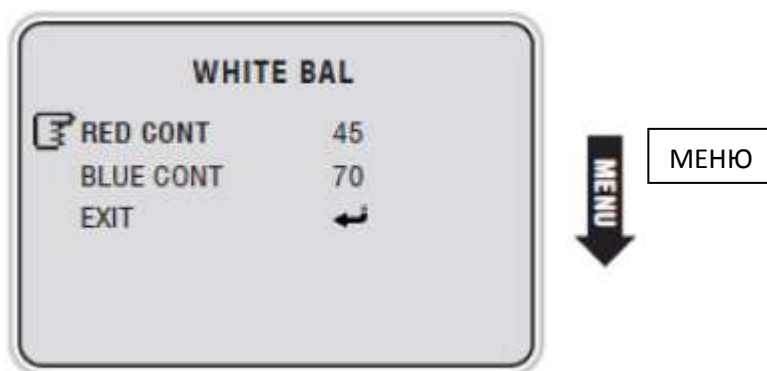 WHITE BAL
RED CONT 45
BLUE CONT 70
EXIT
MENU
МЕНЮ